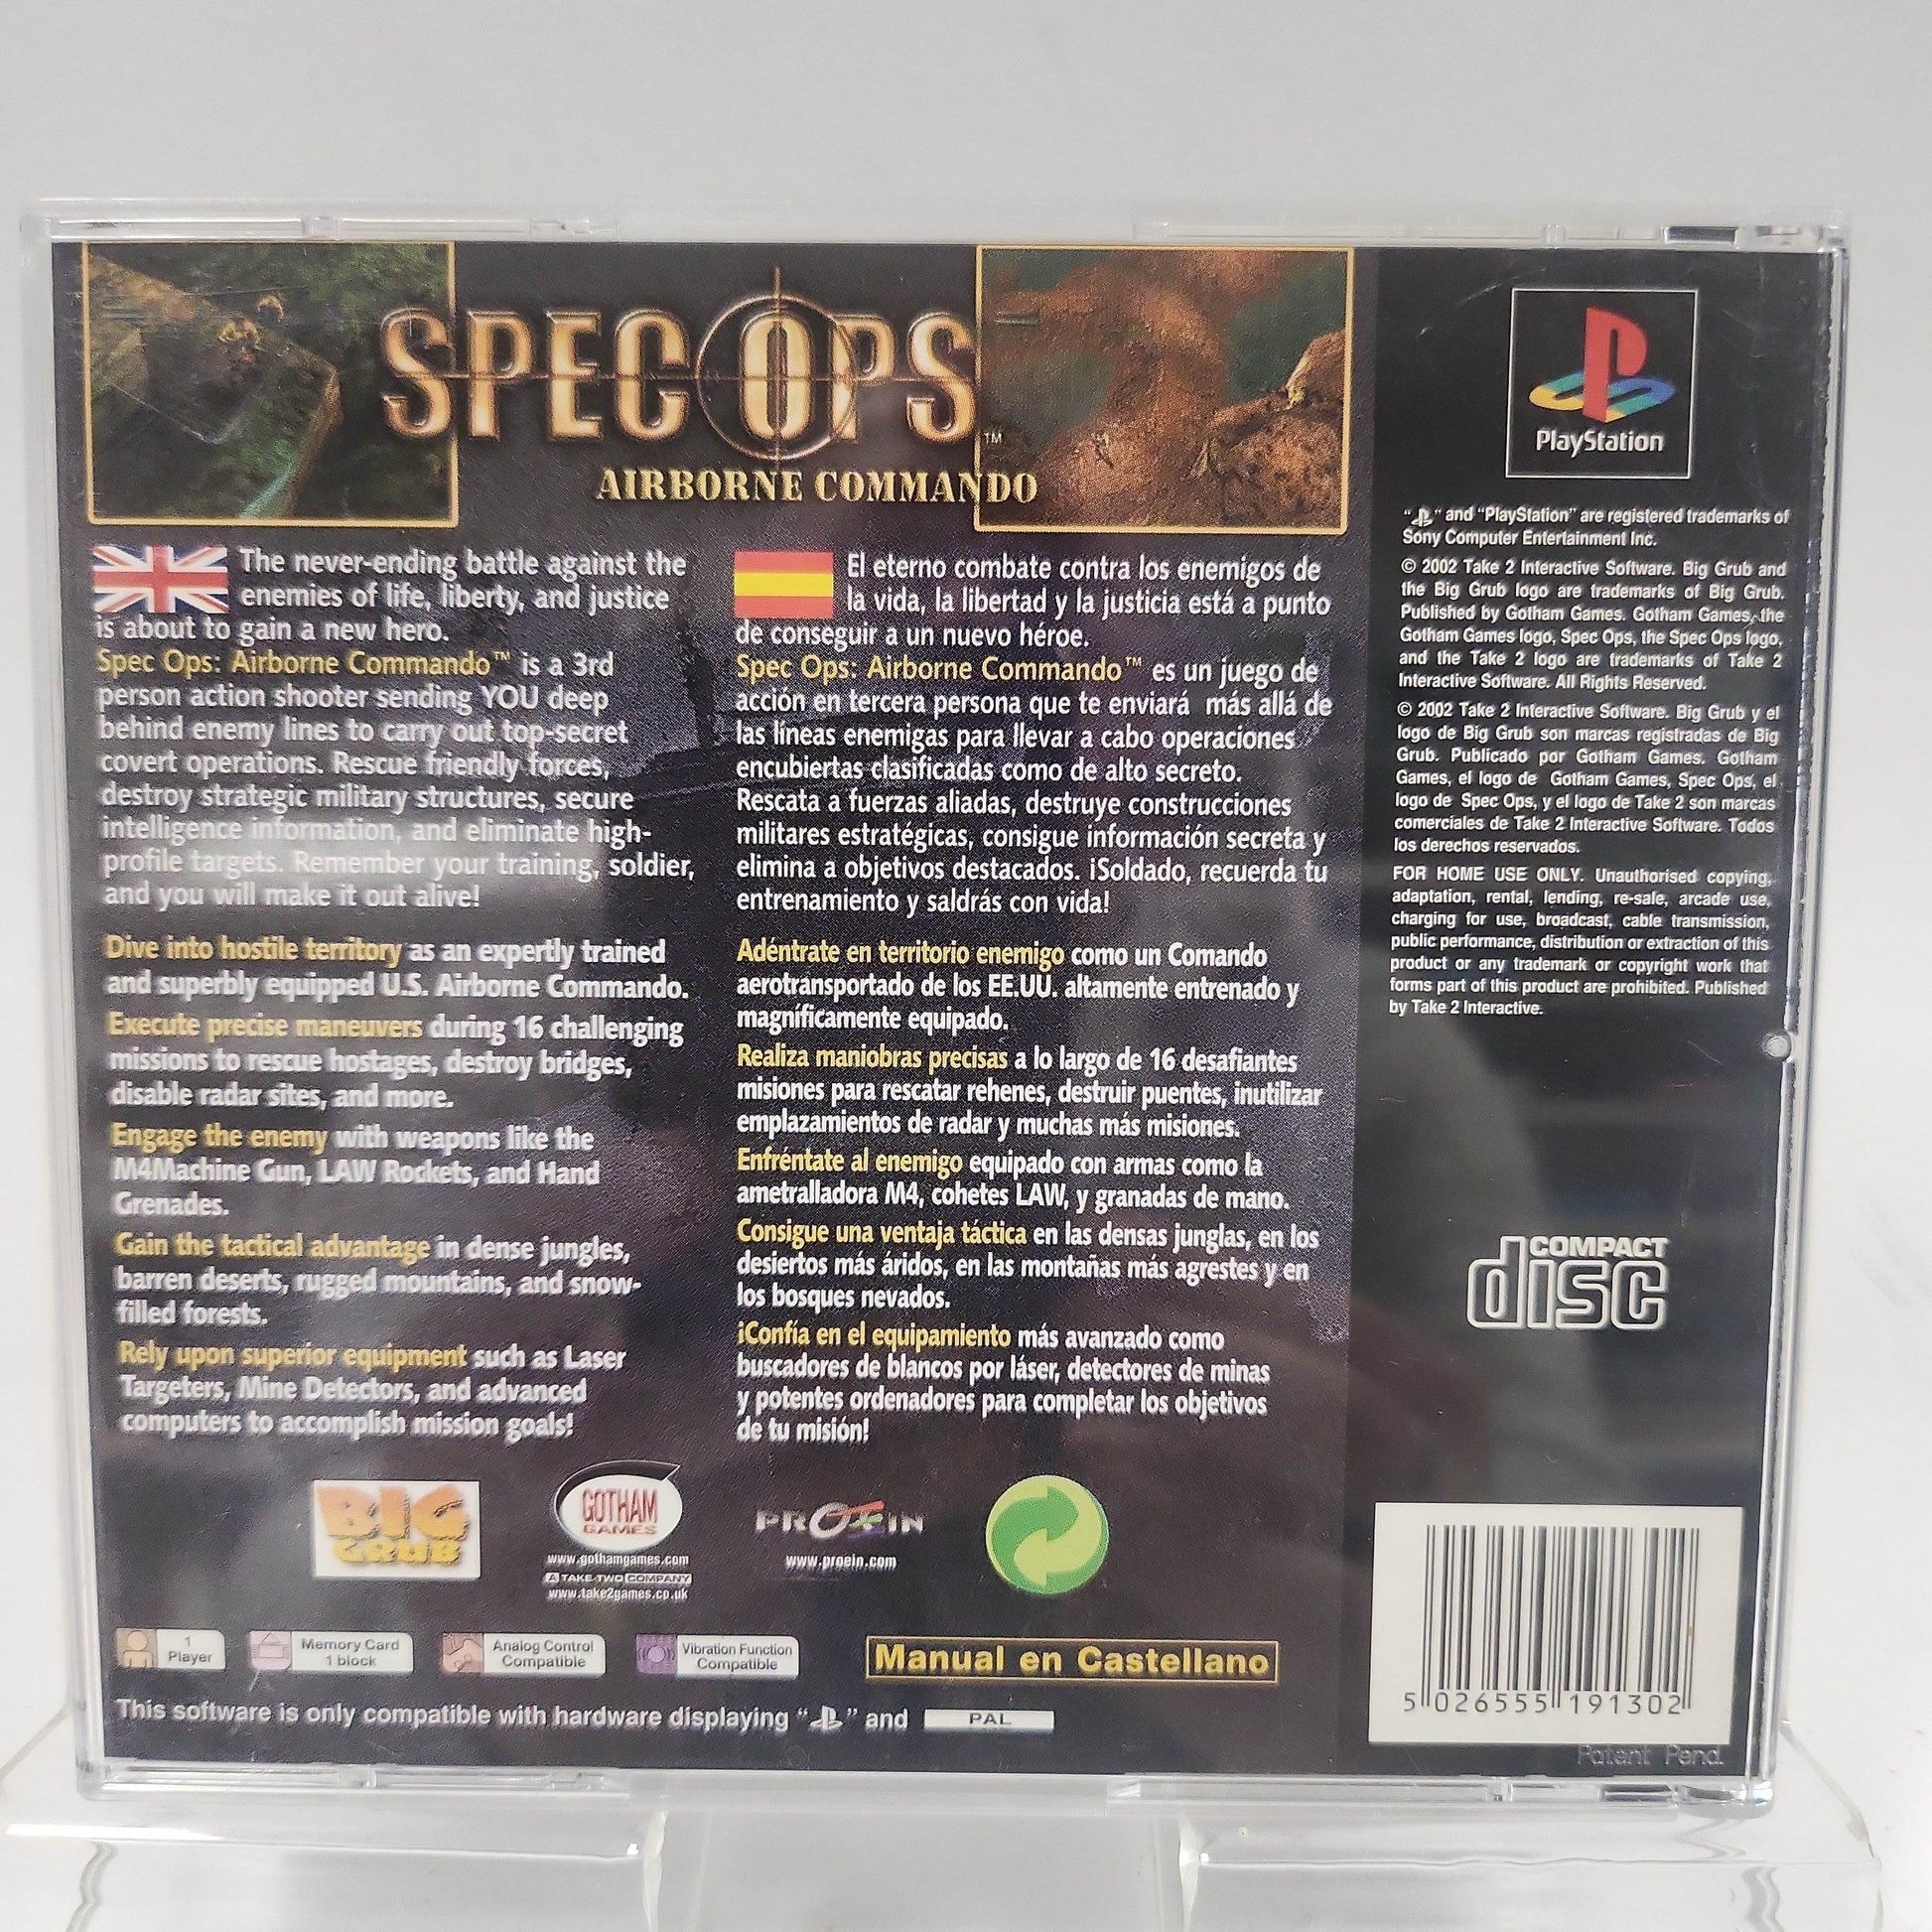 SPEC OPS™
AIRBORNE COMMANDO
The never-ending battle against the
enemies of life, liberty, and justice
is about to gain a new hero.
Spec Ops: Airborne Commando™ is a 3rd
person action shooter sending YOU deep
behind enemy lines to carry out top-secret
covert operations. Rescue friendly forces,
destroy strategic military structures, secure
intelligence information, and eliminate high-
profile targets. Remember your training, soldier,
and you will make it out alive!
Dive into hostile territory as an expertly trained
and superbly equipped U.S. Airborne Commando.
Execute precise maneuvers during 16 challenging
missions to rescue hostages, destroy bridges,
disable radar sites, and more.
Engage the enemy with weapons like the
M4Machine Gun, LAW Rockets, and Hand
Grenades.
Gain the tactical advantage in dense jungles,
barren deserts, rugged mountains, and snow-
filled forests.
Rely upon superior equipment such as Laser
Targeters, Mine Detectors, and advanced
computers to accomplish mission goals!
El eterno combate contra los enemigos de
la vida, la libertad y la justicia está a punto
de conseguir a un nuevo héroe.
Spec Ops: Airborne Commando™ es un juego de
acción en tercera persona que te enviará más allá de
las líneas enemigas para llevar a cabo operaciones
encubiertas clasificadas como de alto secreto.
Rescata a fuerzas aliadas, destruye construcciones
militares estratégicas, consigue información secreta y
elimina a objetivos destacados. ¡Soldado, recuerda tu
entrenamiento y saldrás con vida!
Adéntrate en territorio enemigo como un Comando
aerotransportado de los EE.UU. altamente entrenado y
magníficamente equipado.
Realiza maniobras precisas a lo largo de 16 desafiantes
misiones para rescatar rehenes, destruir puentes, inutilizar
emplazamientos de radar y muchas más misiones.
Enfréntate al enemigo equipado con armas como la
ametralladora M4, cohetes LAW, y granadas de mano.
Consigue una ventaja táctica en las densas junglas, en los
desiertos más áridos, en las montañas más agrestes y en
los bosques nevados.
¡Confía en el equipamiento más avanzado como
buscadores de blancos por láser, detectores de minas
y potentes ordenadores para completar los objetivos
de tu misión!
BIG
GRUB
GOTHAM
GAMES
www.gothamgames.com
A TAKE-TWO COMPANY
www.take2games.co.uk
PROEIN
www.proein.com
1
Player
Memory Card
1 block
Analog Control
Compatible
Vibration Function
Compatible
Manual en Castellano
This software is only compatible with hardware displaying " " and PAL
PlayStation
" " and "PlayStation" are registered trademarks of
Sony Computer Entertainment Inc.
© 2002 Take 2 Interactive Software. Big Grub and
the Big Grub logo are trademarks of Big Grub.
Published by Gotham Games. Gotham Games, the
Gotham Games logo, Spec Ops, the Spec Ops logo,
and the Take 2 logo are trademarks of Take 2
Interactive Software. All Rights Reserved.
© 2002 Take 2 Interactive Software. Big Grub y el
logo de Big Grub son marcas registradas de Big
Grub. Publicado por Gotham Games. Gotham
Games, el logo de Gotham Games, Spec Ops, el
logo de Spec Ops, y el logo de Take 2 son marcas
comerciales de Take 2 Interactive Software. Todos
los derechos reservados.
FOR HOME USE ONLY. Unauthorised copying,
adaptation, rental, lending, re-sale, arcade use,
charging for use, broadcast, cable transmission,
public performance, distribution or extraction of this
product or any trademark or copyright work that
forms part of this product are prohibited. Published
by Take 2 Interactive.
COMPACT
disc
5 026555 191302
Patent Pend.